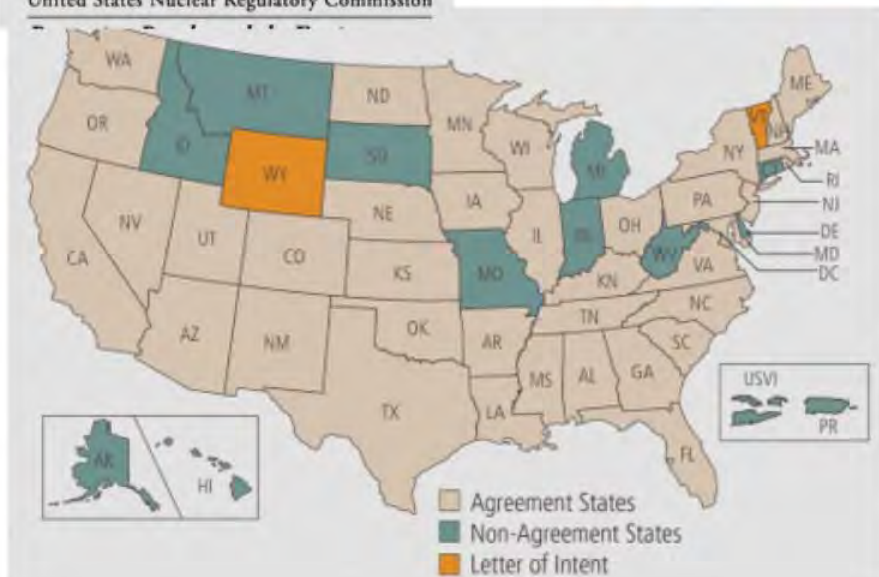 United States Nuclear Regulatory Commission
WA
MT
ND
MN
ME
OR
ID
WY
SD
WI
MI
NY
VT
NH
MA
RI
NJ
DE
MD
DC
NV
UT
NE
IA
IL
IN
OH
PA
CA
CO
KS
MO
KN
WV
VA
AZ
NM
OK
AR
TN
NC
SC
TX
LA
MS
AL
GA
FL
AK
HI
USVI
PR
Agreement States
Non-Agreement States
Letter of Intent